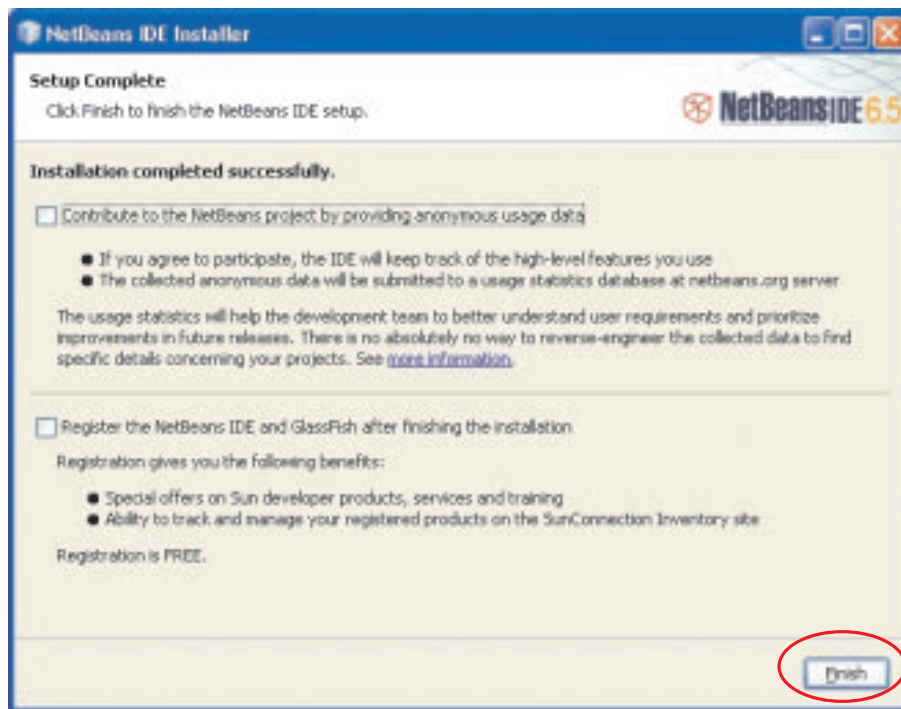 NetBeans IDE Installer
Setup Complete
Click Finish to finish the NetBeans IDE setup.
NetBeans IDE 6.5
Installation completed successfully.
Contribute to the NetBeans project by providing anonymous usage data
If you agree to participate, the IDE will keep track of the high-level features you use
The collected anonymous data will be submitted to a usage statistics database at netbeans.org server
The usage statistics will help the development team to better understand user requirements and prioritize
improvements in future releases. There is no absolutely no way to reverse-engineer the collected data to find
specific details concerning your projects. See more information.
Register the NetBeans IDE and GlassFish after finishing the installation
Registration gives you the following benefits:
Special offers on Sun developer products, services and training
Ability to track and manage your registered products on the SunConnection Inventory site
Registration is FREE.
Finish